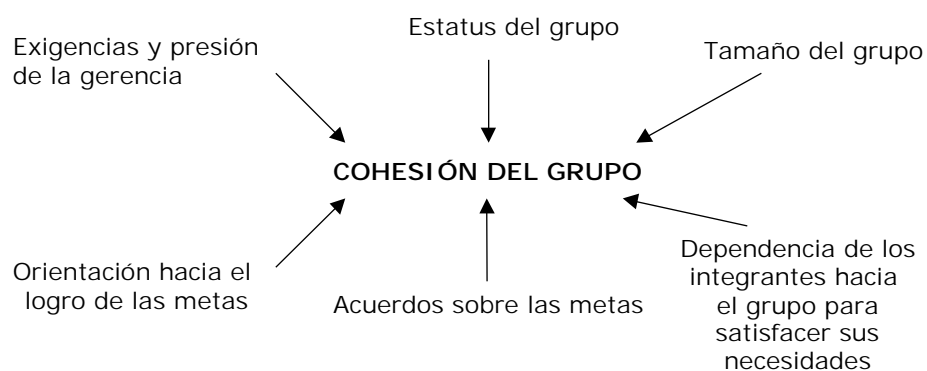 Exigencias y presión
de la gerencia
Estatus del grupo
Tamaño del grupo
COHESIÓN DEL GRUPO
Orientación hacia el
logro de las metas
Acuerdos sobre las metas
Dependencia de los
integrantes hacia
el grupo para
satisfacer sus
necesidades